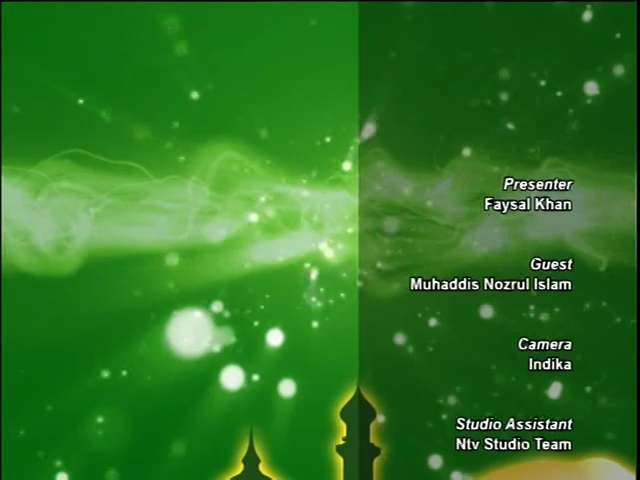 Presenter
Faysal Khan
Guest
Muhaddis Nozrul Islam
Camera
Indika
Studio Assistant
Ntv Studio Team